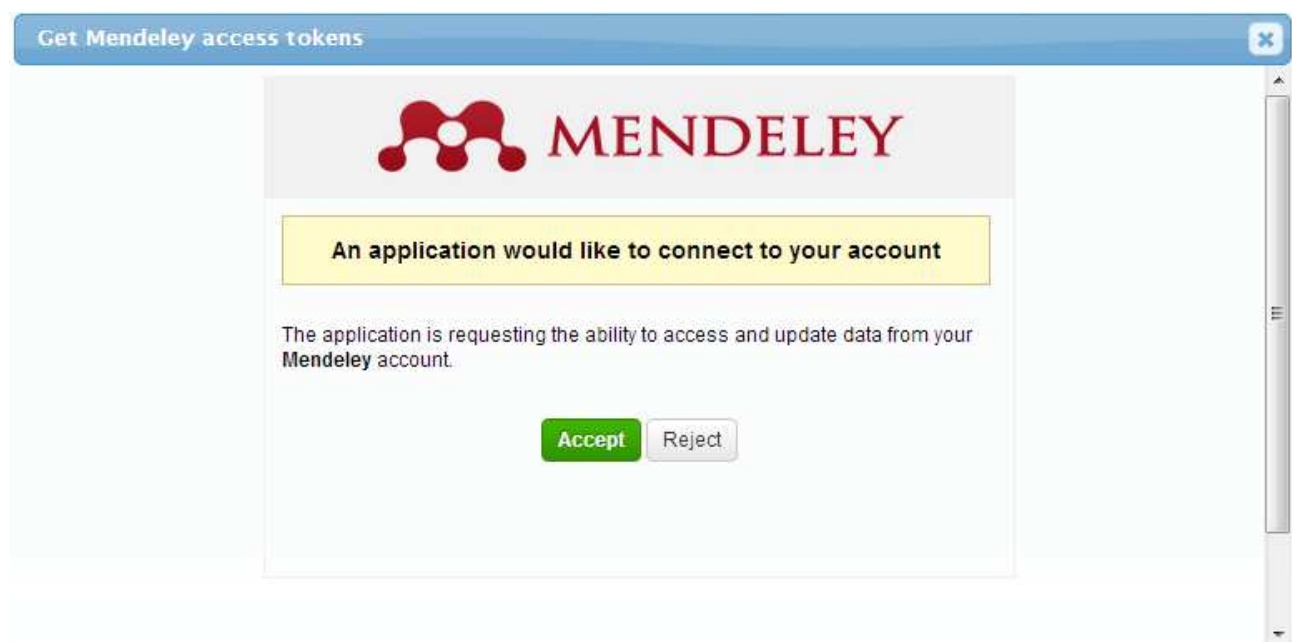 Get Mendeley access tokens
MENDELEY
An application would like to connect to your account
The application is requesting the ability to access and update data from your
Mendeley account.
Accept Reject